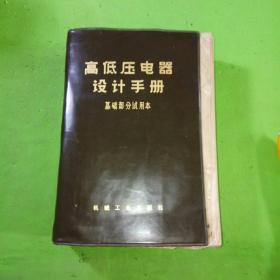 高低压电器
设计手册
基础部分试用本
机械工业出版社